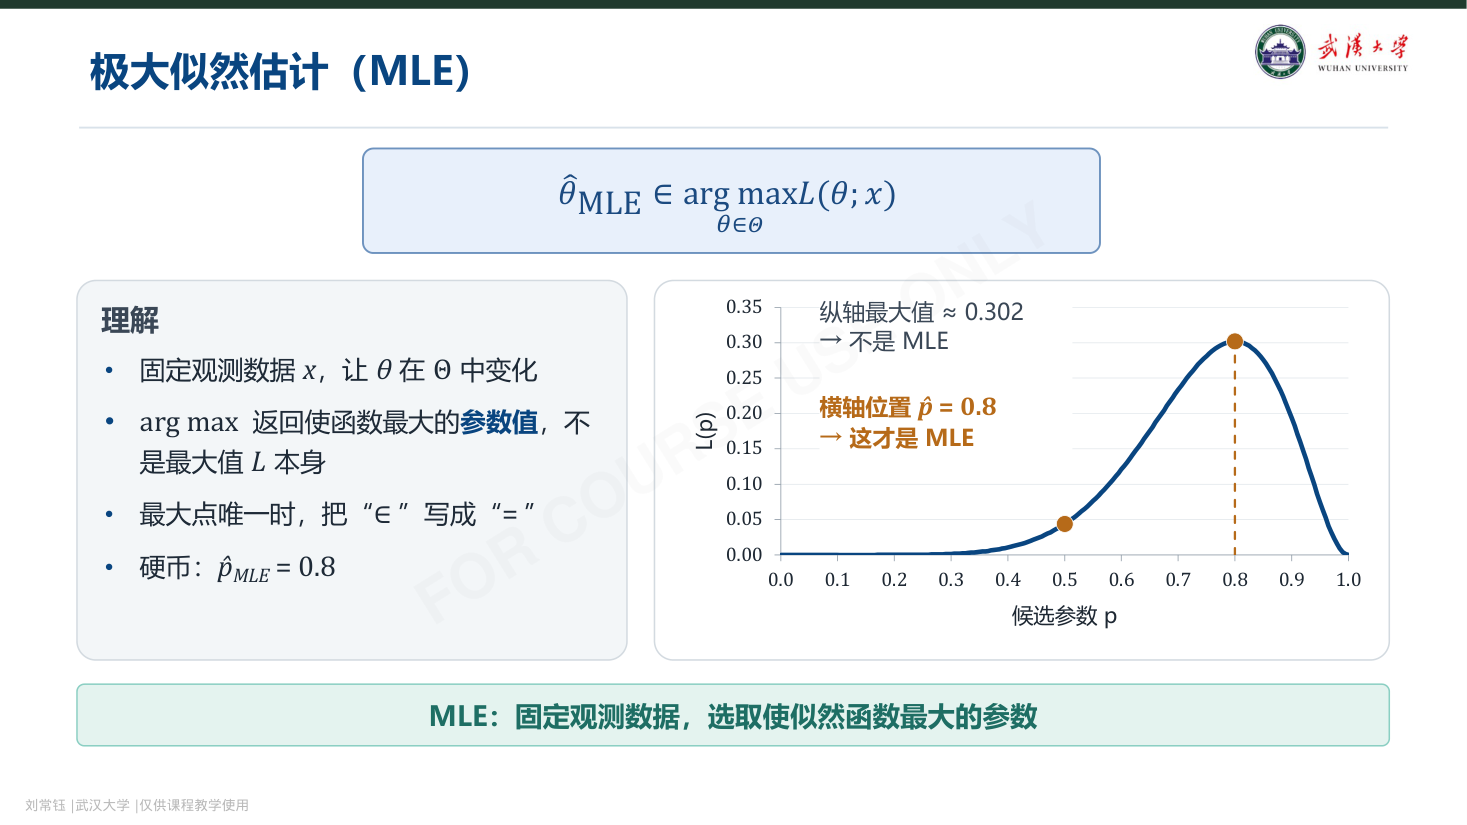 极大似然估计（MLE）
武漢大學
WUHAN UNIVERSITY
θ̂MLE ∈ arg maxL(θ; x)
θ∈Θ
理解
• 固定观测数据 x，让 θ 在 Θ 中变化
• arg max 返回使函数最大的参数值，不
是最大值 L 本身
• 最大点唯一时，把“∈ ”写成“= ”
• 硬币：p̂MLE = 0.8
纵轴最大值 ≈ 0.302
→ 不是 MLE
横轴位置 p̂ = 0.8
→ 这才是 MLE
L(p)
0.35
0.30
0.25
0.20
0.15
0.10
0.05
0.00
0.0 0.1 0.2 0.3 0.4 0.5 0.6 0.7 0.8 0.9 1.0
候选参数 p
MLE：固定观测数据，选取使似然函数最大的参数
FOR COURSE USE ONLY
刘常钰 |武汉大学 |仅供课程教学使用